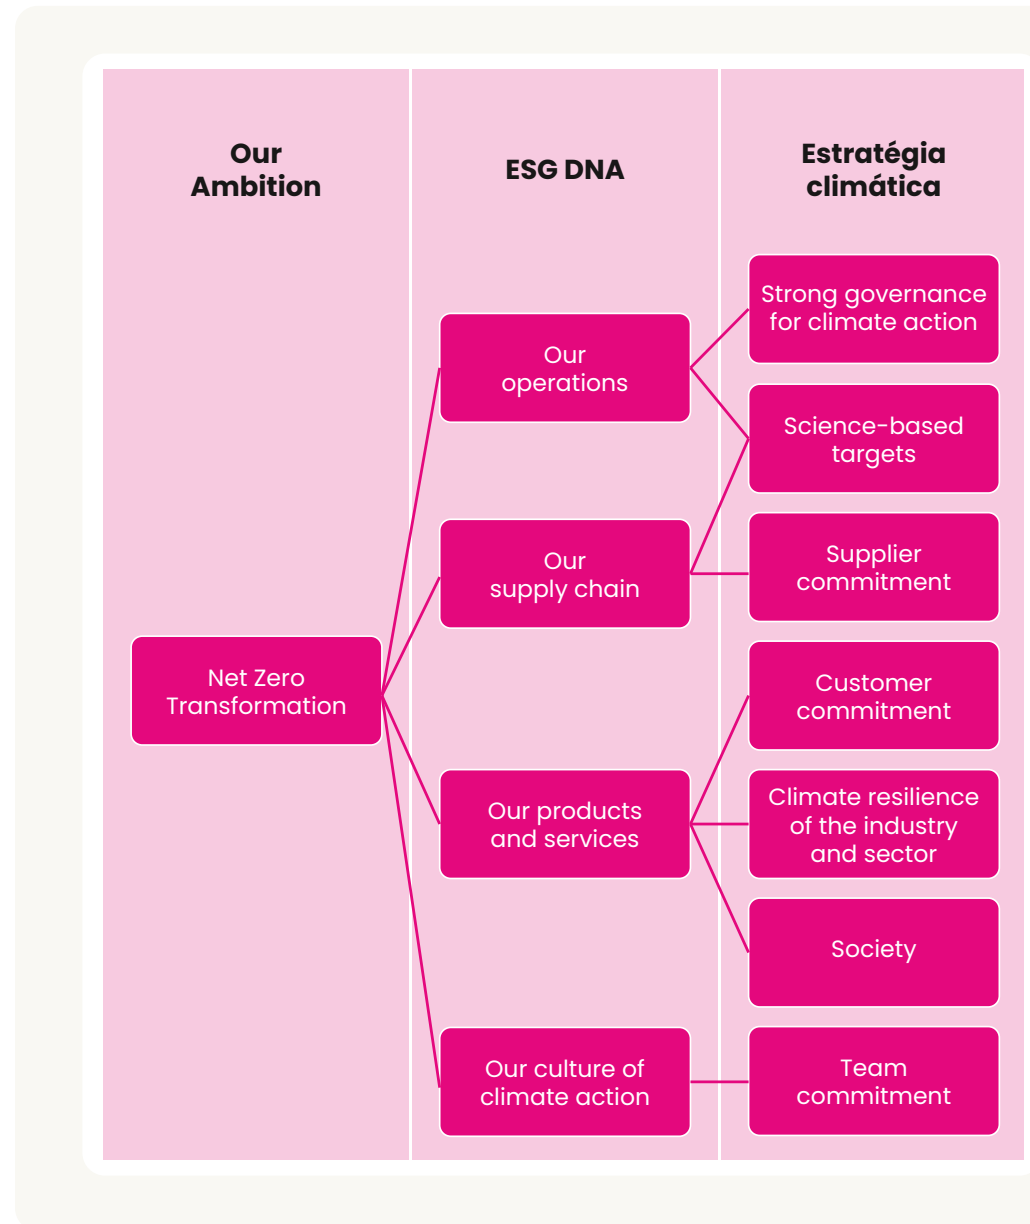 Our
Ambition
ESG DNA
Estratégia
climática
Net Zero
Transformation
Our
operations
Our
supply chain
Our products
and services
Our culture of
climate action
Strong governance
for climate action
Science-based
targets
Supplier
commitment
Customer
commitment
Climate resilience
of the industry
and sector
Society
Team
commitment